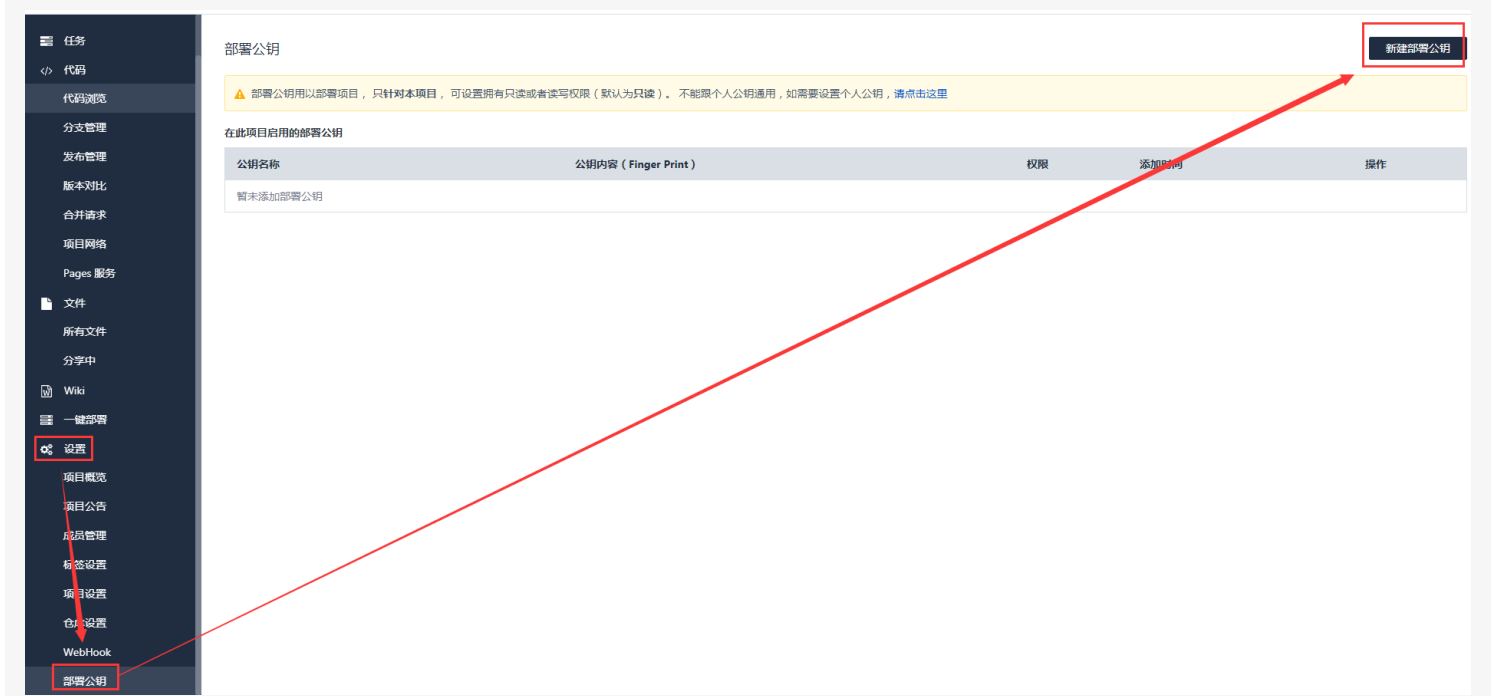 任务
代码
代码浏览
分支管理
发布管理
版本对比
合并请求
项目网络
Pages 服务
文件
所有文件
分享中
Wiki
一键部署
设置
项目概览
项目公告
成员管理
标签设置
项目设置
仓库设置
WebHook
部署公钥
部署公钥
新建部署公钥
部署公钥用以部署项目，只针对本项目，可设置拥有只读或者读写权限（默认为只读）。 不能跟个人公钥通用，如需要设置个人公钥，请点击这里
在此项目启用的部署公钥
公钥名称 公钥内容（Finger Print） 权限 添加时间 操作
暂未添加部署公钥